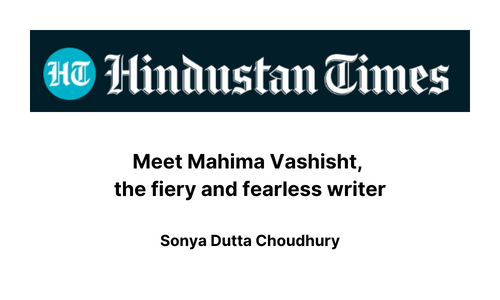 HT Hindustan Times
Meet Mahima Vashisht,
the fiery and fearless writer
Sonya Dutta Choudhury